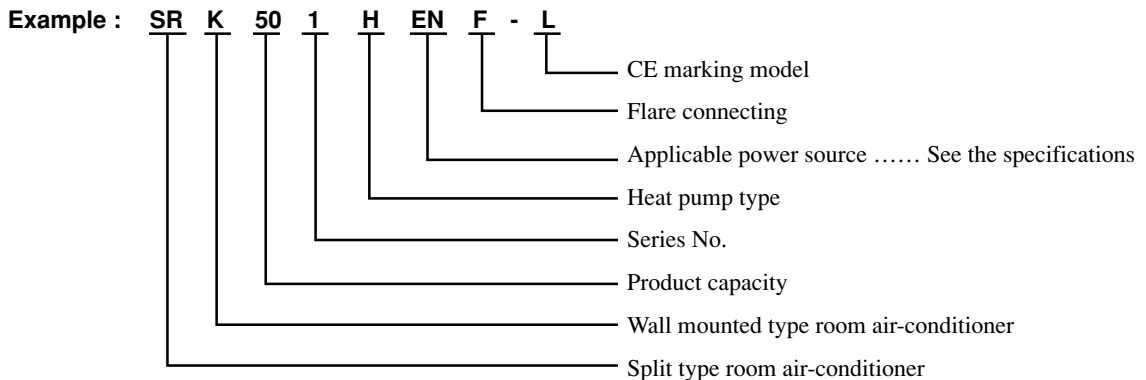 Example : SR K 50 1 H EN F - L
CE marking model
Flare connecting
Applicable power source …… See the specifications
Heat pump type
Series No.
Product capacity
Wall mounted type room air-conditioner
Split type room air-conditioner